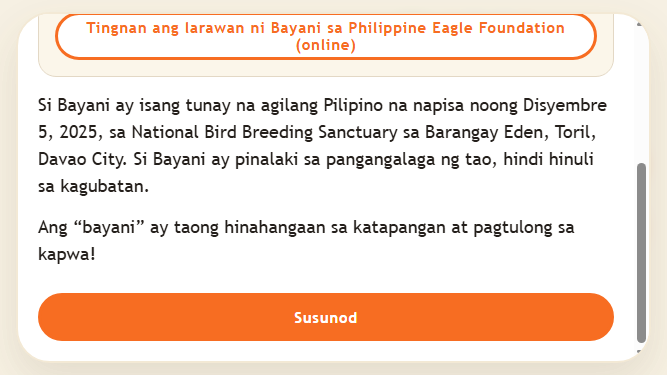 Tingnan ang larawan ni Bayani sa Philippine Eagle Foundation
(online)
Si Bayani ay isang tunay na agilang Pilipino na napisa noong Disyembre
5, 2025, sa National Bird Breeding Sanctuary sa Barangay Eden, Toril,
Davao City. Si Bayani ay pinalaki sa pangangalaga ng tao, hindi hinuli
sa kagubatan.
Ang “bayani” ay taong hinahangaan sa katapangan at pagtulong sa
kapwa!
Susunod